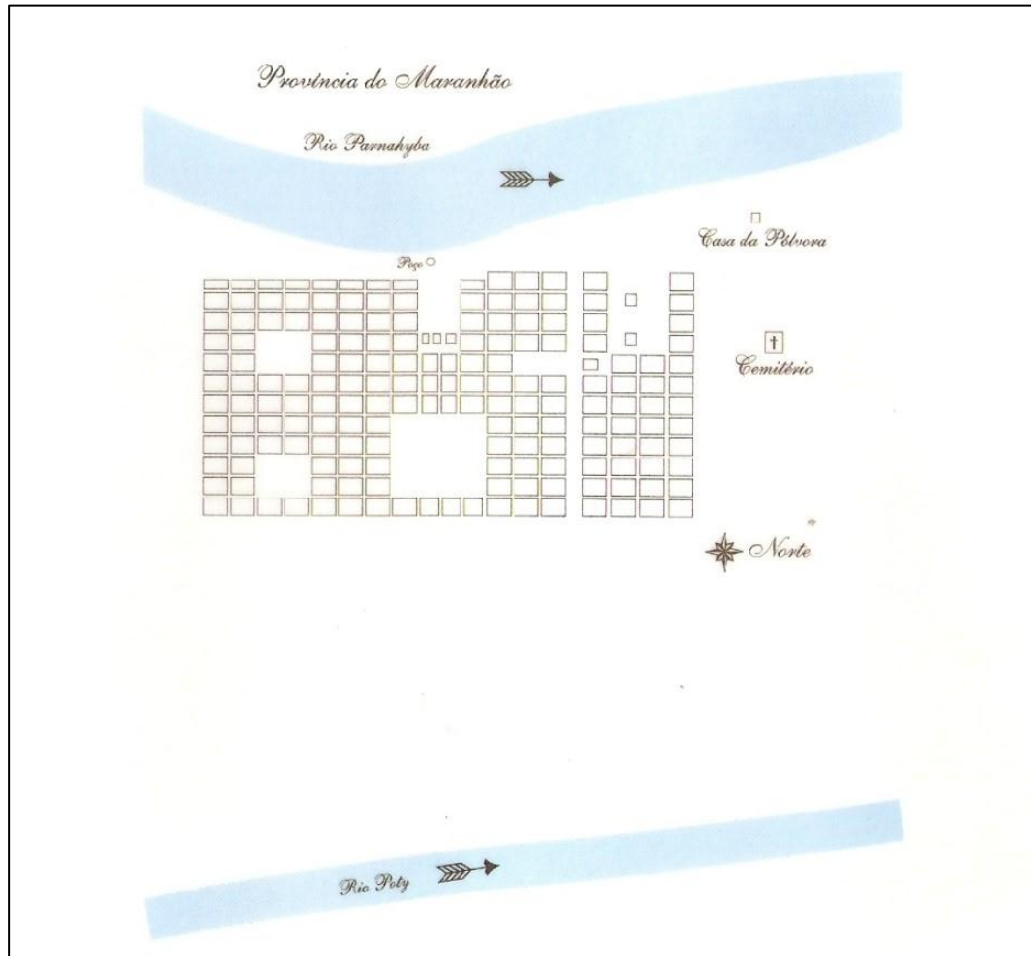 Província do Maranhão
Rio Parnahyba
Casa da Pólvora
Poço
Cemitério
Norte
Rio Poty